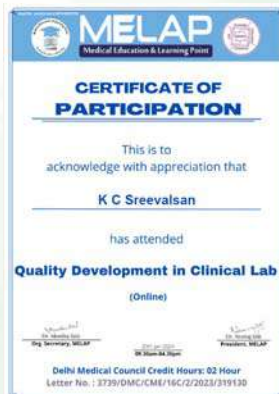 MELAP
Medical Education & Learning Point
CERTIFICATE OF
PARTICIPATION
This is to
acknowledge with appreciation that
K C Sreevalsan
has attended
Quality Development in Clinical Lab
(Online)
Org. Secretary, MELAP
President, MELAP
Delhi Medical Council Credit Hours: 02 Hour
Letter No. : 3739/DMC/CME/16C/2/2023/319130